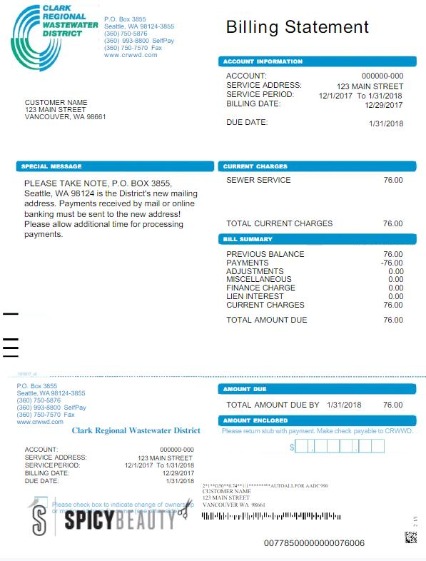 CLARK
REGIONAL
WASTEWATER
DISTRICT
P.O. Box 3855
Seattle, WA 98124-3855
(360) 750-5876
(360) 993-8800 SelfPay
(360) 750-7570 Fax
www.crwwd.com
Billing Statement
ACCOUNT INFORMATION
ACCOUNT: 000000-000
SERVICE ADDRESS: 123 MAIN STREET
SERVICE PERIOD: 12/1/2017 To 1/31/2018
BILLING DATE: 12/29/2017
DUE DATE: 1/31/2018
CUSTOMER NAME
123 MAIN STREET
VANCOUVER, WA 98661
SPECIAL MESSAGE
PLEASE TAKE NOTE, P.O. BOX 3855,
Seattle, WA 98124 is the District's new mailing
address. Payments received by mail or online
banking must be sent to the new address!
Please allow additional time for processing
payments.
CURRENT CHARGES
SEWER SERVICE 76.00
TOTAL CURRENT CHARGES 76.00
BILL SUMMARY
PREVIOUS BALANCE 76.00
PAYMENTS -76.00
ADJUSTMENTS 0.00
MISCELLANEOUS 0.00
FINANCE CHARGE 0.00
LIEN INTEREST 0.00
CURRENT CHARGES 76.00
TOTAL AMOUNT DUE 76.00
P.O. Box 3855
Seattle, WA 98124-3855
(360) 750-5876
(360) 993-8800 SelfPay
(360) 750-7570 Fax
www.crwwd.com
Clark Regional Wastewater District
ACCOUNT: 000000-000
SERVICE ADDRESS: 123 MAIN STREET
SERVICEPERIOD: 12/1/2017 To 1/31/2018
BILLING DATE: 12/29/2017
DUE DATE: 1/31/2018
AMOUNT DUE
TOTAL AMOUNT DUE BY 1/31/2018 76.00
AMOUNT ENCLOSED
Please return stub with payment. Make check payable to CRWWD.
$
Please check box to indicate change of
SPICYBEAUTY
CUSTOMER NAME
123 MAIN STREET
VANCOUVER WA 98661
00778500000000076006